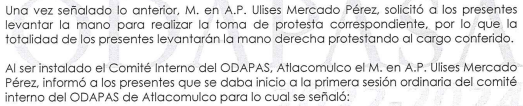 Una vez señalado lo anterior, M. en A.P. Ulises Mercado Pérez, solicitó a los presentes
levantar la mano para realizar la toma de protesta correspondiente, por lo que la
totalidad de los presentes levantarán la mano derecha protestando al cargo conferido.
Al ser instalado el Comité Interno del ODAPAS, Atlacomulco el M. en A.P. Ulises Mercado
Pérez, informó a los presentes que se daba inicio a la primera sesión ordinaria del comité
interno del ODAPAS de Atlacomulco para lo cual se señaló: